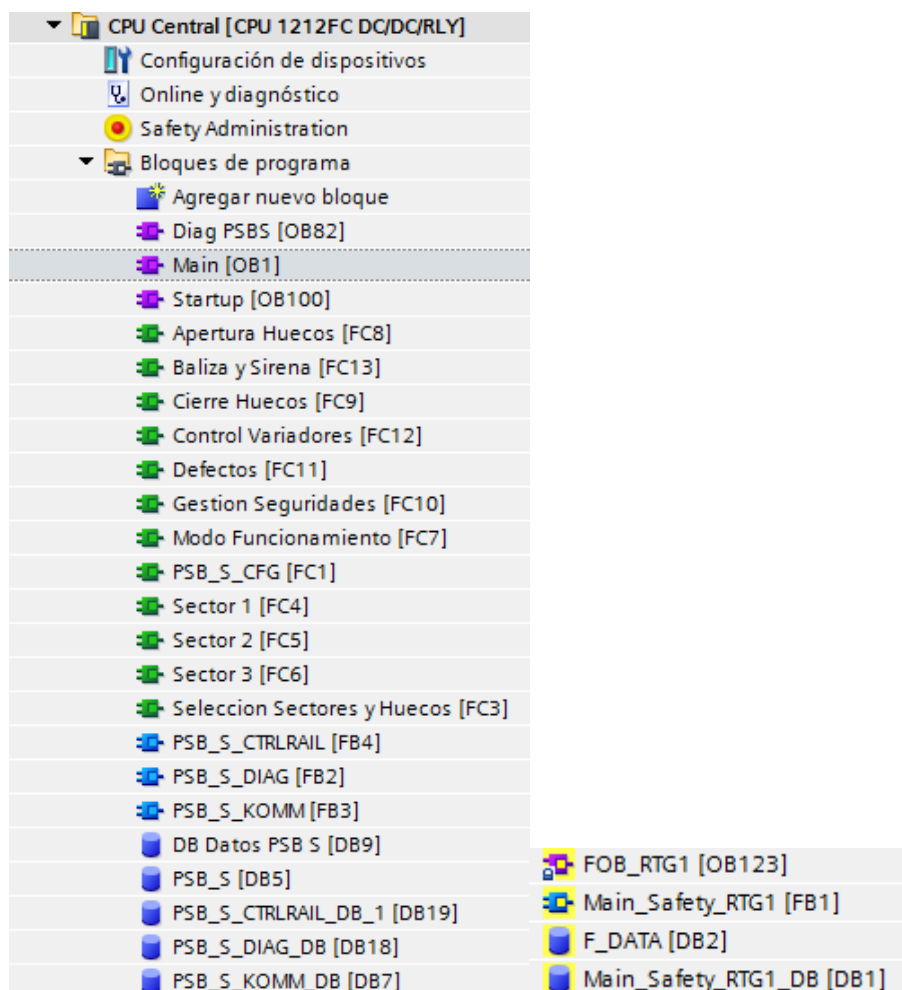 CPU Central [CPU 1212FC DC/DC/RLY]
Configuración de dispositivos
Online y diagnóstico
Safety Administration
Bloques de programa
Agregar nuevo bloque
Diag PSBS [OB82]
Main [OB1]
Startup [OB100]
Apertura Huecos [FC8]
Baliza y Sirena [FC13]
Cierre Huecos [FC9]
Control Variadores [FC12]
Defectos [FC11]
Gestion Seguridades [FC10]
Modo Funcionamiento [FC7]
PSB_S_CFG [FC1]
Sector 1 [FC4]
Sector 2 [FC5]
Sector 3 [FC6]
Seleccion Sectores y Huecos [FC3]
PSB_S_CTRLRAIL [FB4]
PSB_S_DIAG [FB2]
PSB_S_KOMM [FB3]
DB Datos PSB S [DB9]
PSB_S [DB5]
PSB_S_CTRLRAIL_DB_1 [DB19]
PSB_S_DIAG_DB [DB18]
PSB_S_KOMM_DB [DB7]
FOB_RTG1 [OB123]
Main_Safety_RTG1 [FB1]
F_DATA [DB2]
Main_Safety_RTG1_DB [DB1]